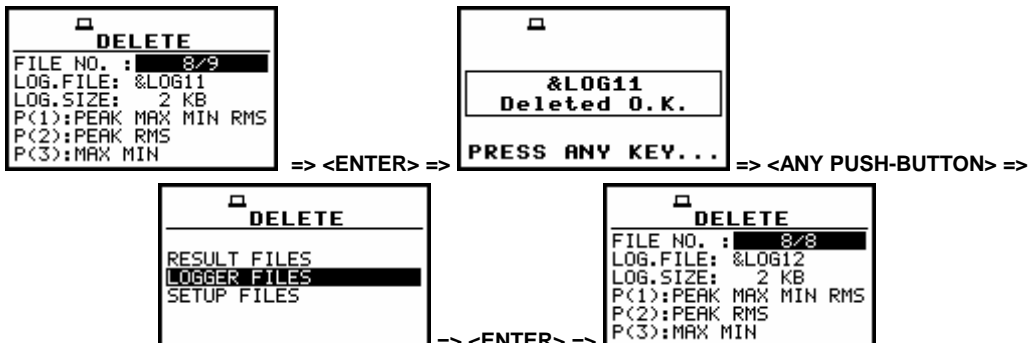 DELETE
FILE NO. : 8/9
LOG.FILE: &LOG11
LOG.SIZE: 2 KB
P(1):PEAK MAX MIN RMS
P(2):PEAK RMS
P(3):MAX MIN
=> <ENTER> =>
&LOG11
Deleted O.K.
PRESS ANY KEY...
=> <ANY PUSH-BUTTON> =>
DELETE
RESULT FILES
LOGGER FILES
SETUP FILES
=> <ENTER> =>
DELETE
FILE NO. : 8/8
LOG.FILE: &LOG12
LOG.SIZE: 2 KB
P(1):PEAK MAX MIN RMS
P(2):PEAK RMS
P(3):MAX MIN